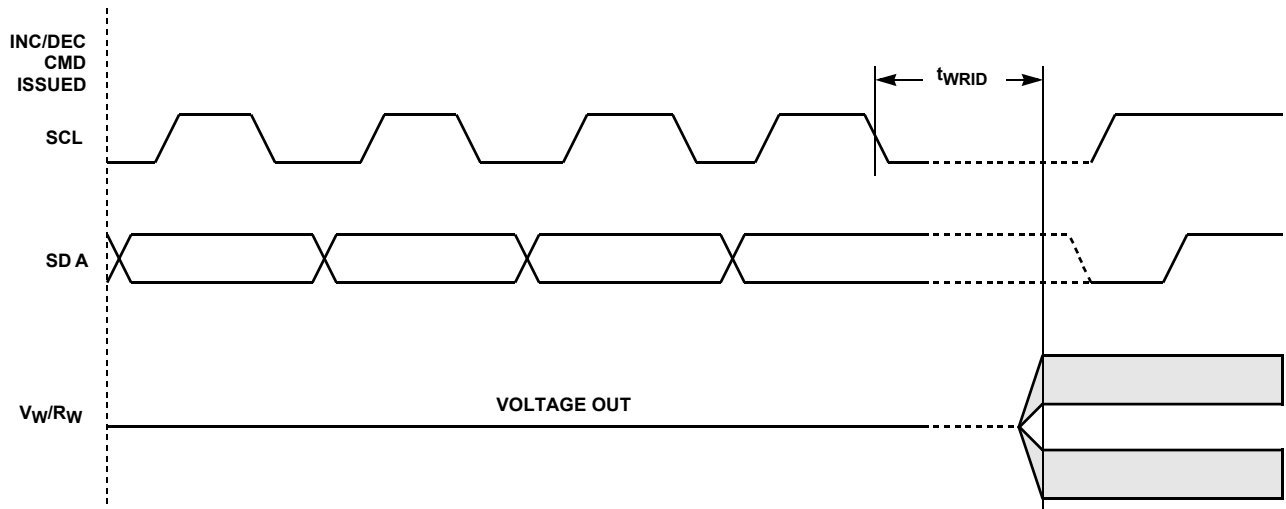 INC/DEC
CMD
ISSUED
tWRID
SCL
SD A
VOLTAGE OUT
VW/RW